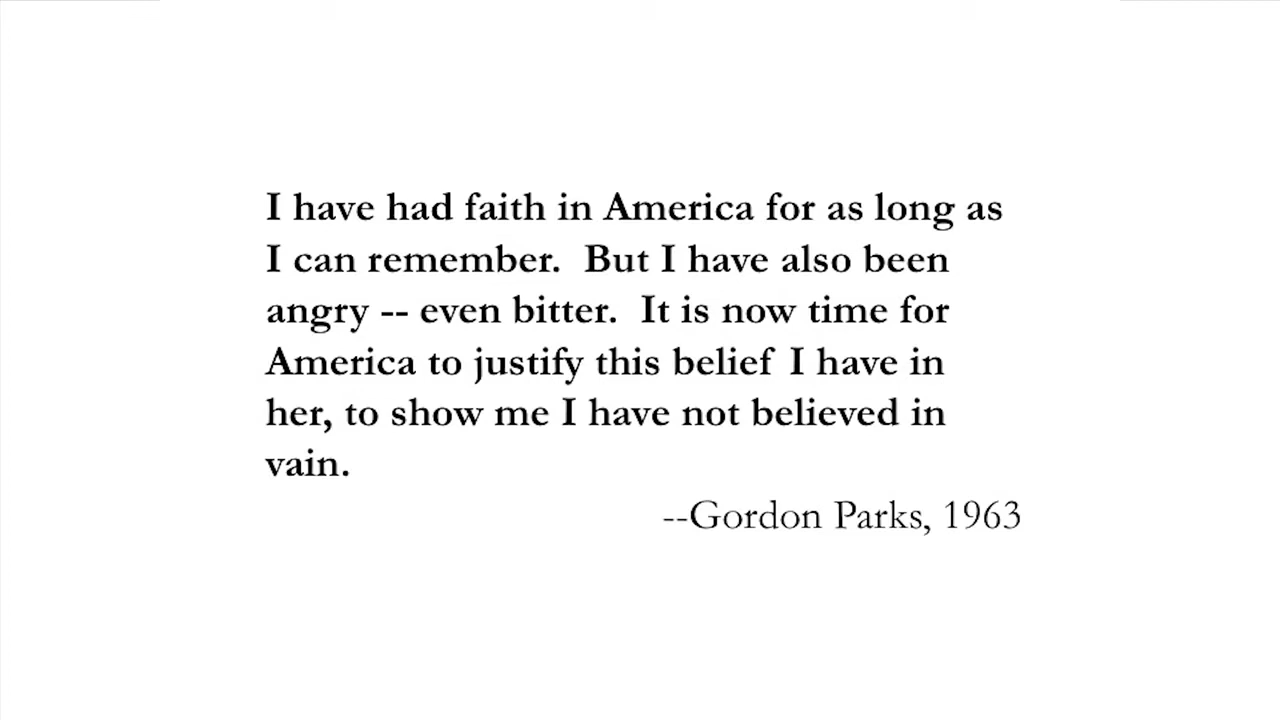 I have had faith in America for as long as
I can remember.  But I have also been
angry -- even bitter.  It is now time for
America to justify this belief I have in
her, to show me I have not believed in
vain.
--Gordon Parks, 1963